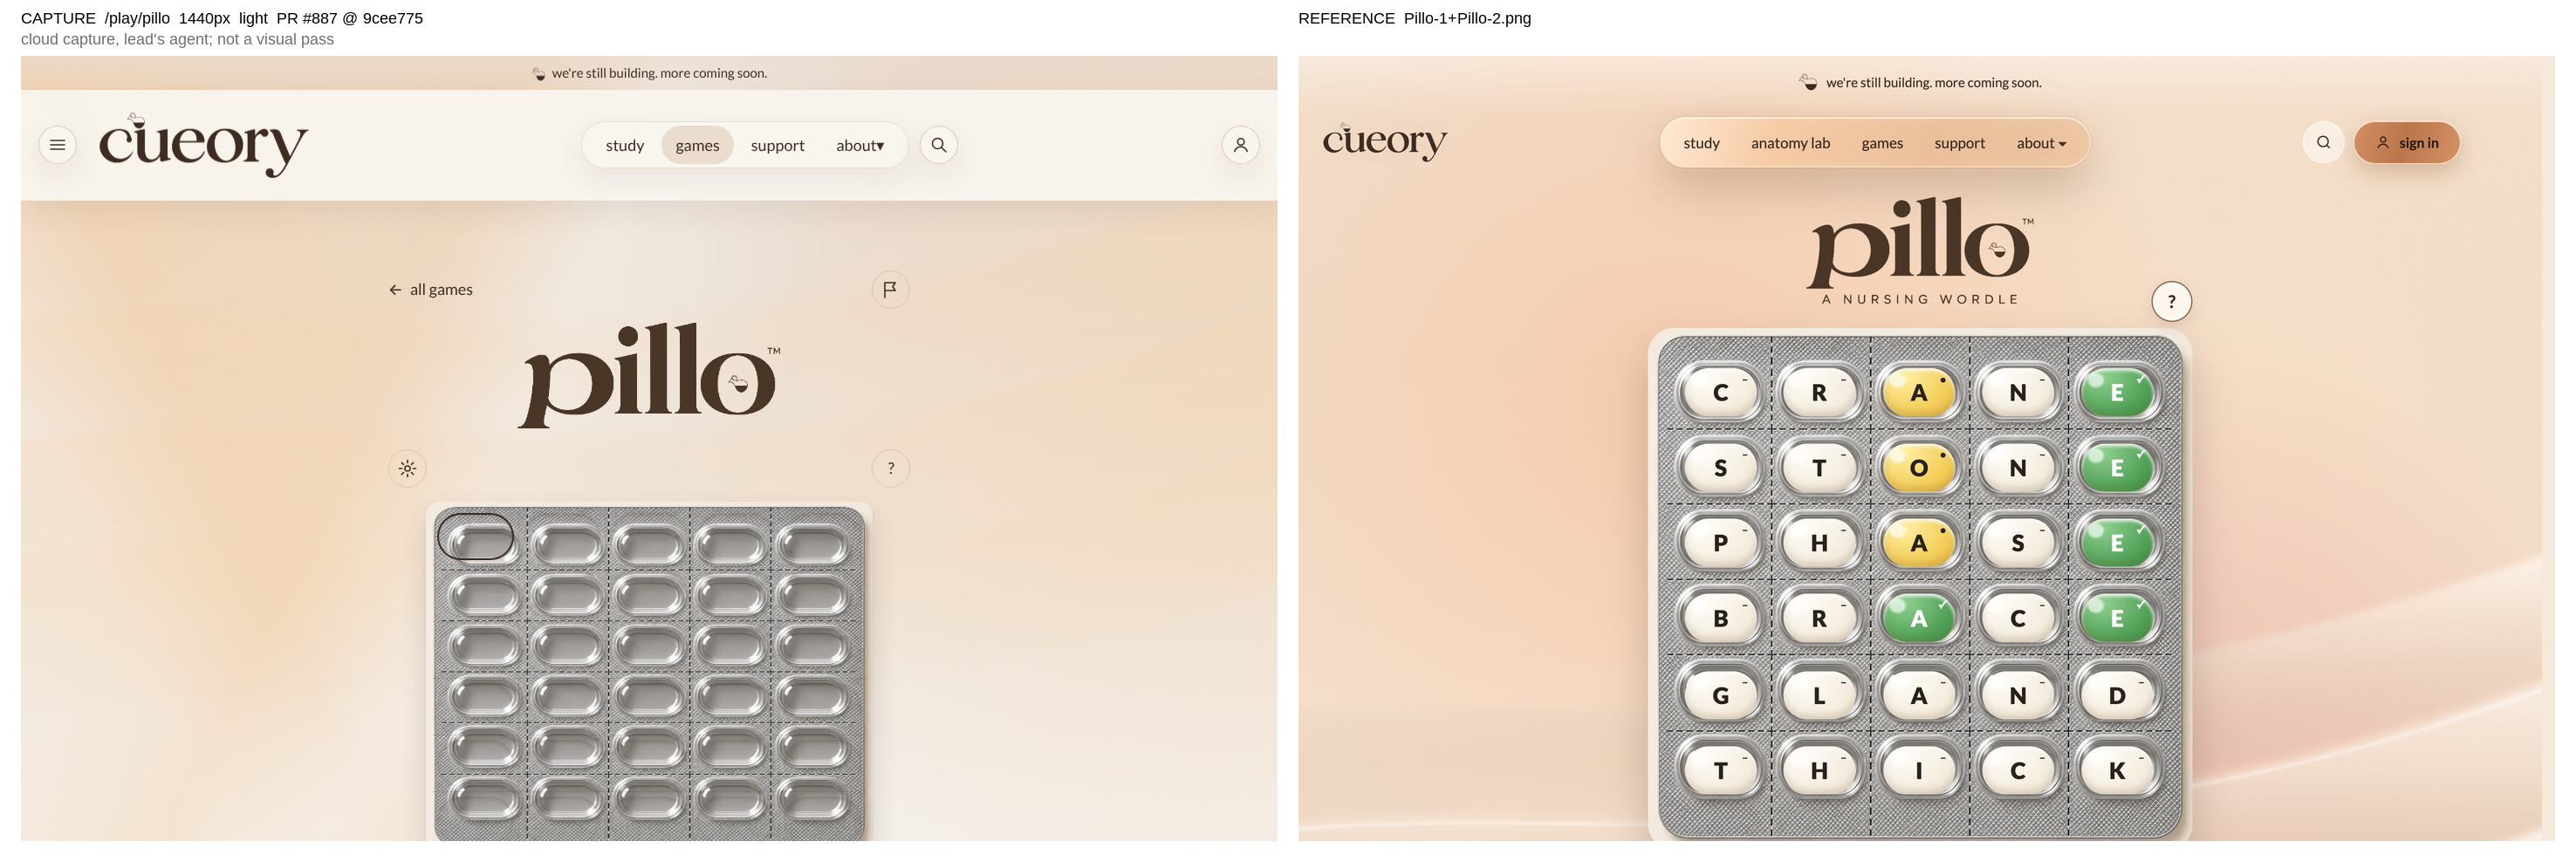 CAPTURE /play/pillo 1440px light PR #887 @ 9cee775
cloud capture, lead's agent; not a visual pass
we're still building. more coming soon.
cueory
study games support about▾
← all games
pillo™
?
REFERENCE Pillo-1+Pillo-2.png
we're still building. more coming soon.
cueory
study anatomy lab games support about ▾
sign in
pillo™
A NURSING WORDLE
?
C R A N E
S T O N E
P H A S E
B R A C E
G L A N D
T H I C K